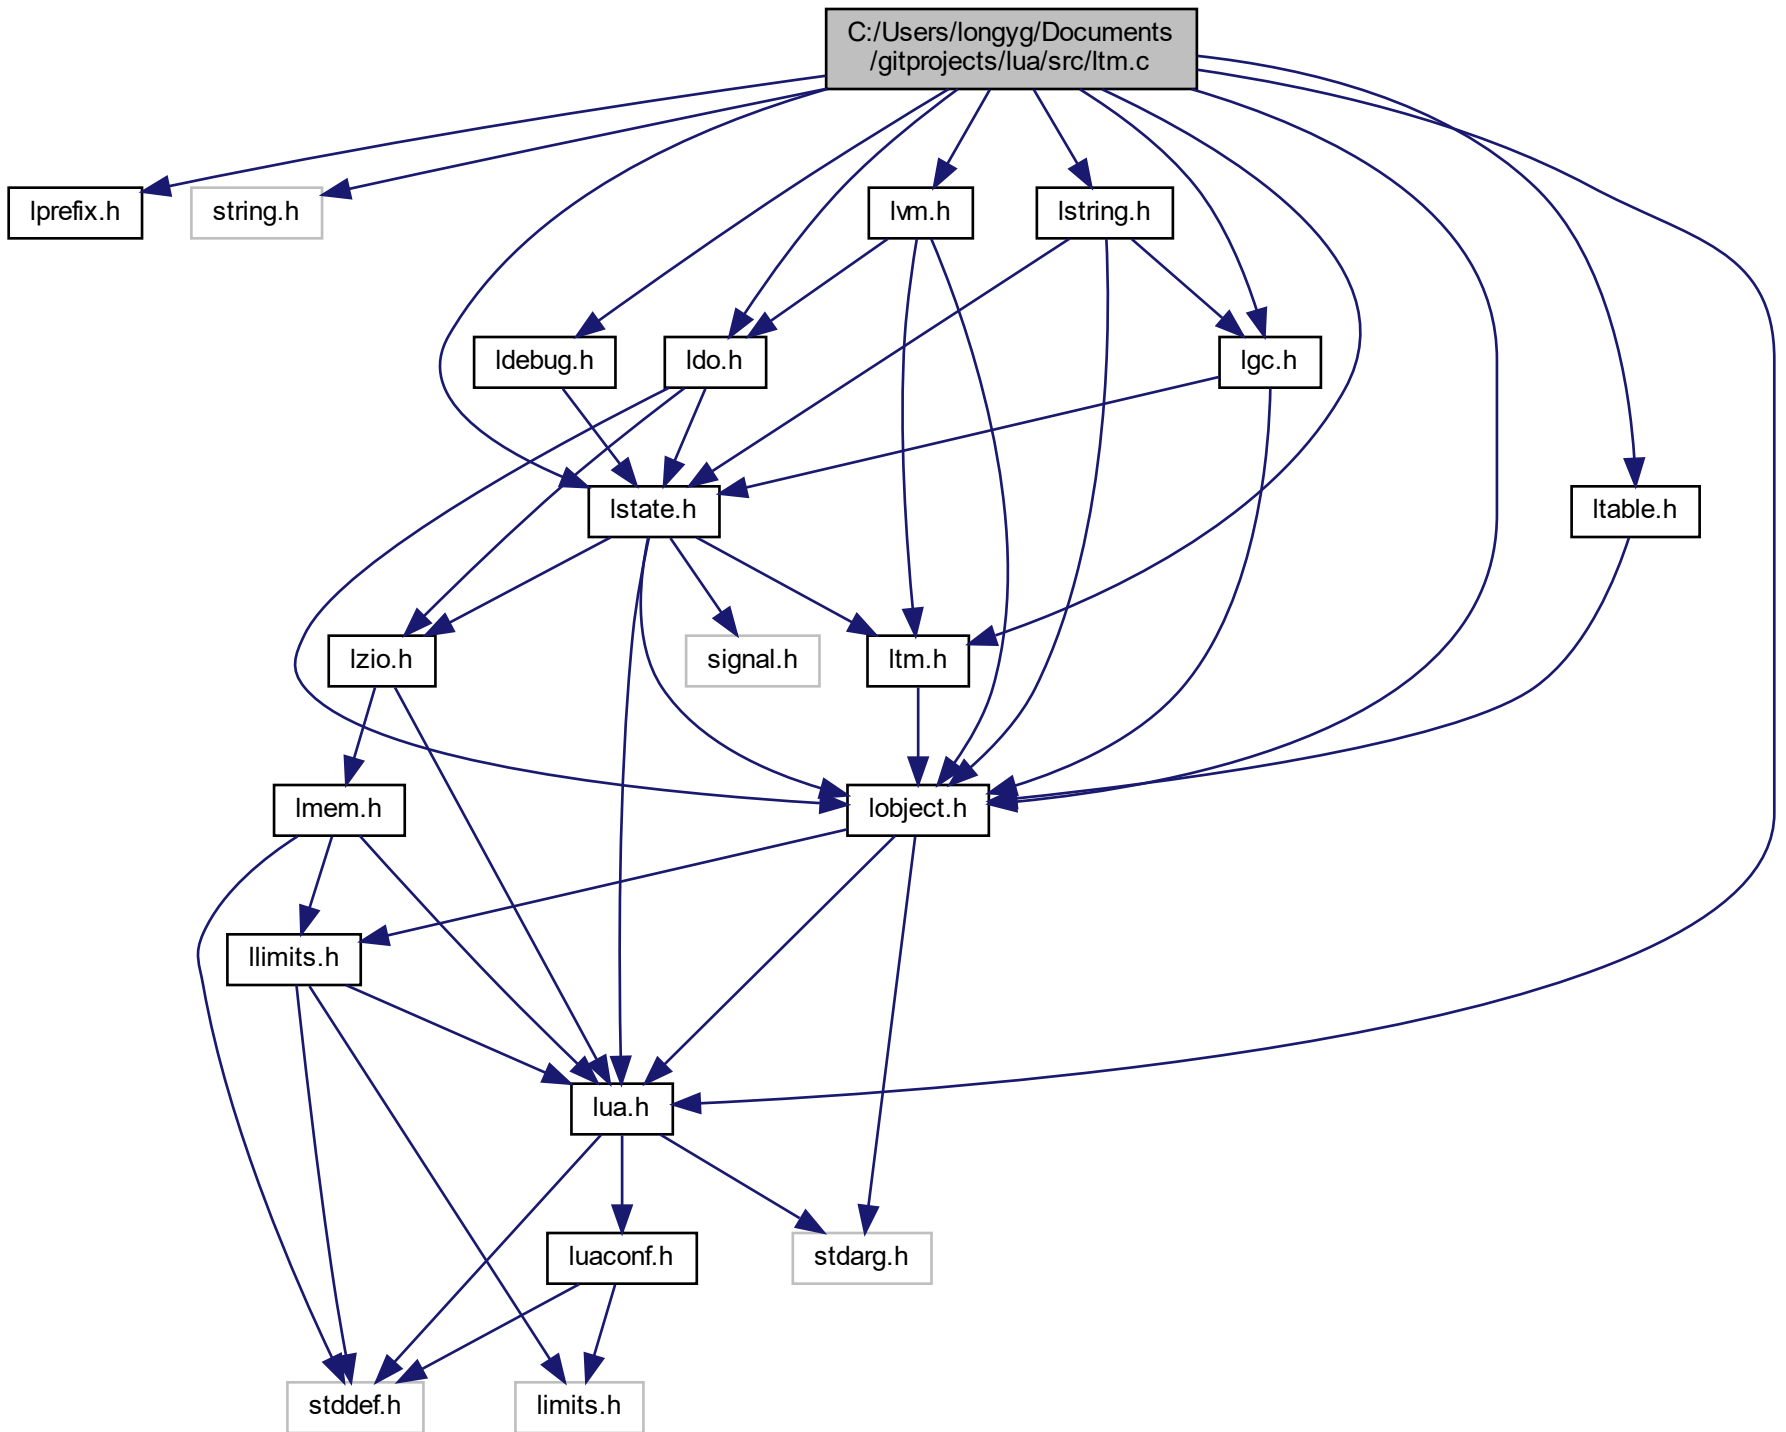 C:/Users/longyg/Documents
/gitprojects/lua/src/ltm.c
lprefix.h
string.h
lvm.h
lstring.h
ldebug.h
ldo.h
lgc.h
lstate.h
ltable.h
lzio.h
signal.h
ltm.h
lmem.h
lobject.h
llimits.h
lua.h
luaconf.h
stdarg.h
stddef.h
limits.h